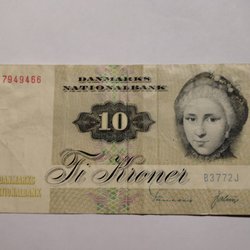 7949466
DANMARKS
NATIONALBANK
10
Ti Kroner
B3772J
DANMARKS
NATIONALBANK